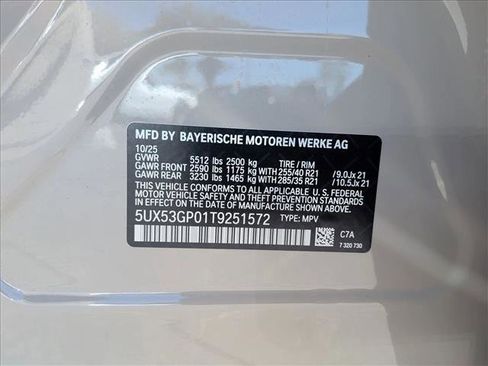 MFD BY BAYERISCHE MOTOREN WERKE AG
10/25
GVWR 5512 lbs 2500 kg TIRE / RIM
GAWR FRONT 2590 lbs 1175 kg WITH 255/40 R21 /9.0Jx 21
GAWR REAR 3230 lbs 1465 kg WITH 285/35 R21 /10.5Jx 21
THIS VEHICLE CONFORMS TO ALL APPLICABLE U. S. FEDERAL
MOTOR VEHICLE SAFETY AND THEFT PREVENTION STANDARDS
IN EFFECT ON THE DATE OF MANUFACTURE SHOWN ABOVE.
5UX53GP01T9251572 TYPE: MPV
C7A
7 320 730